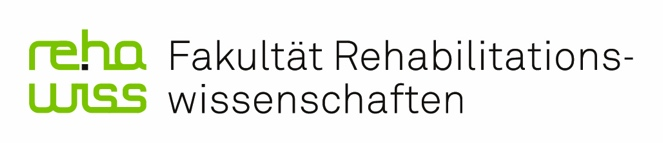 reha
wiss
Fakultät Rehabilitations-
wissenschaften